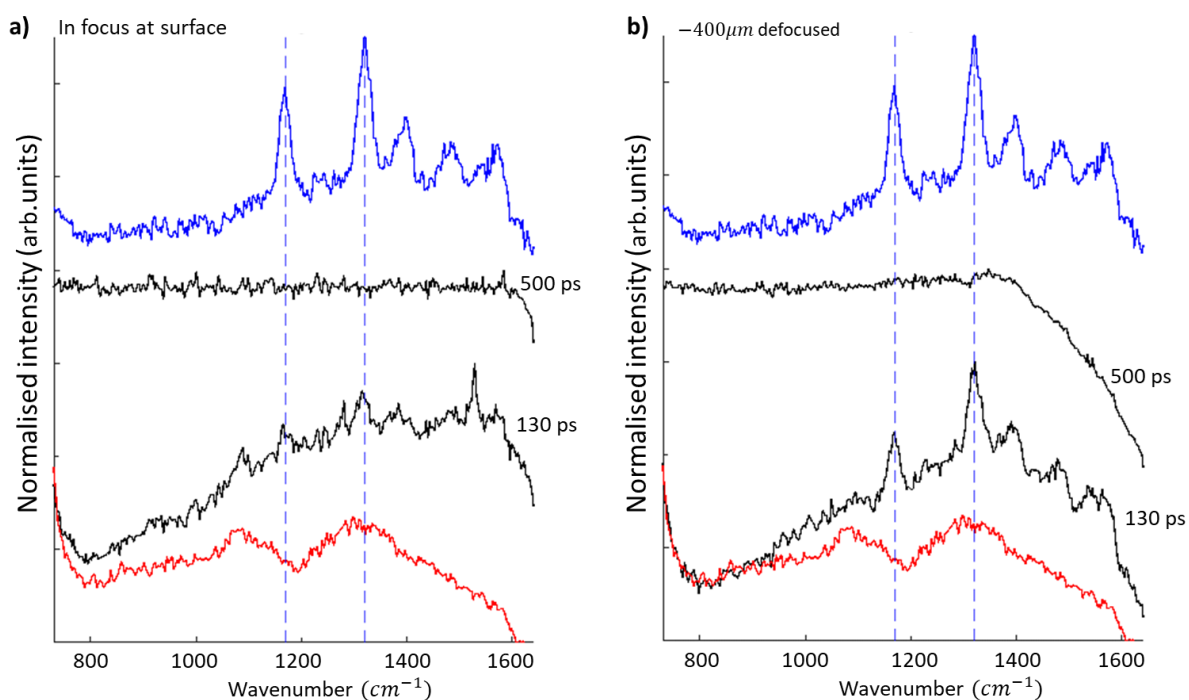 a) In focus at surface
Normalised intensity (arb.units)
500 ps
130 ps
800 1000 1200 1400 1600
Wavenumber (cm⁻¹)
b) −400μm defocused
Normalised intensity (arb.units)
500 ps
130 ps
800 1000 1200 1400 1600
Wavenumber (cm⁻¹)